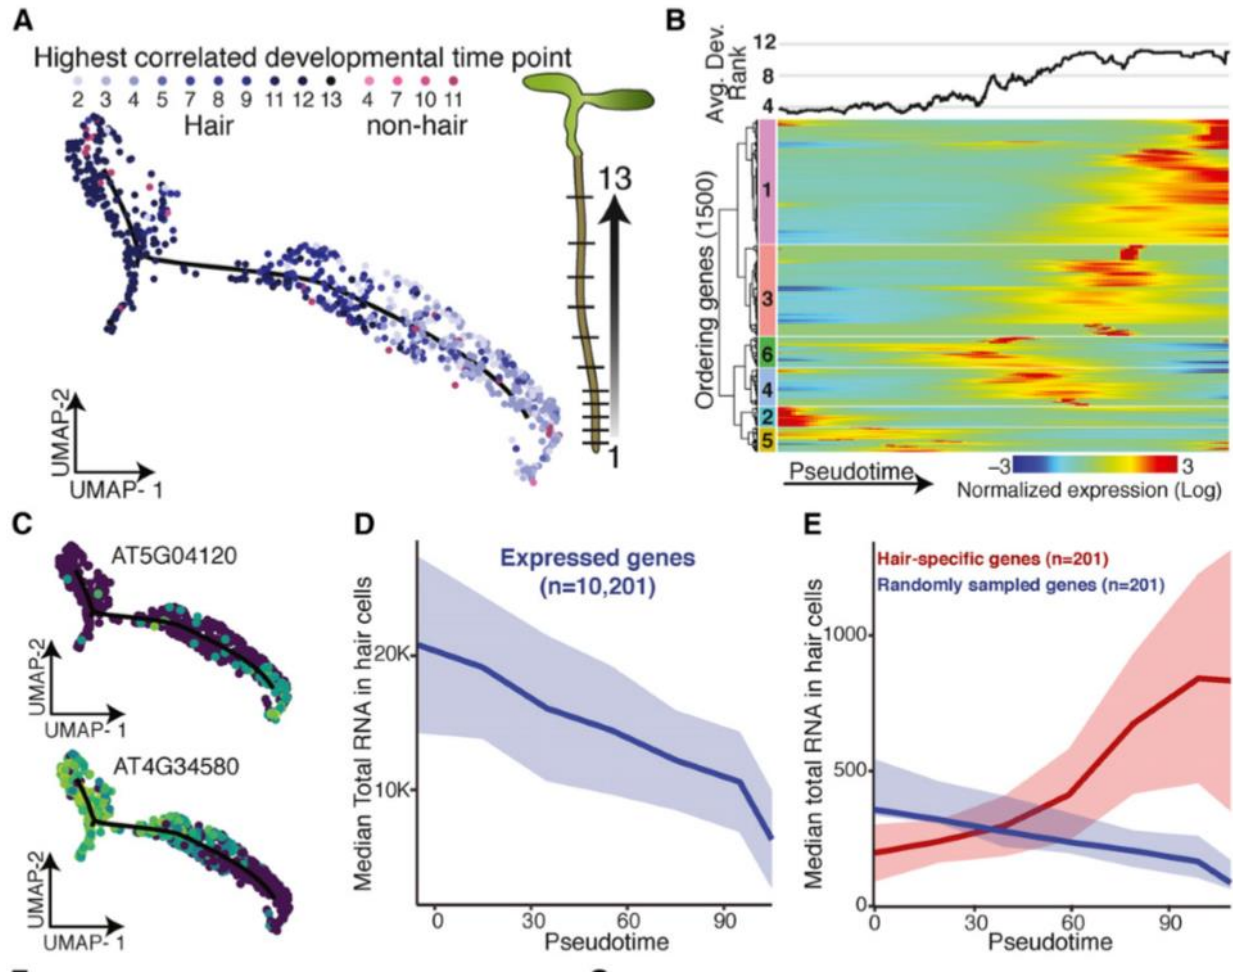 A
Highest correlated developmental time point
2 3 4 5 7 8 9 11 12 13 4 7 10 11
Hair non-hair
13
1
UMAP-2
UMAP- 1
B
Avg. Dev.
Rank
12
8
4
Ordering genes (1500)
1
3
6
4
2
5
Pseudotime
−3 3
Normalized expression (Log)
C
AT5G04120
UMAP-2
UMAP- 1
AT4G34580
UMAP-2
UMAP- 1
D
Expressed genes
(n=10,201)
Median Total RNA in hair cells
20K
10K
0 30 60 90
Pseudotime
E
Hair-specific genes (n=201)
Randomly sampled genes (n=201)
Median total RNA in hair cells
1000
500
0
0 30 60 90
Pseudotime